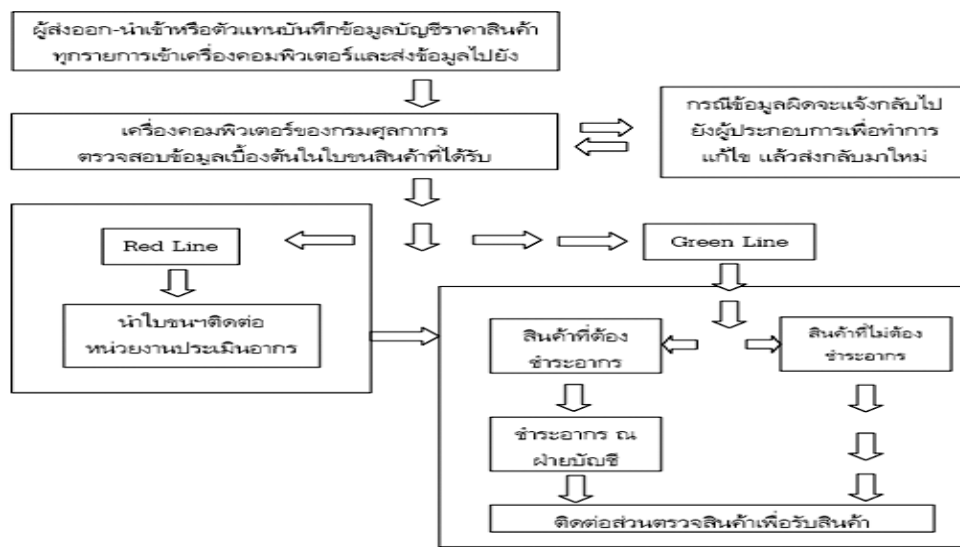 ผู้ส่งออก-นำเข้าหรือตัวแทนบันทึกข้อมูลบัญชีราคาสินค้า
ทุกรายการเข้าเครื่องคอมพิวเตอร์และส่งข้อมูลไปยัง
เครื่องคอมพิวเตอร์ของกรมศุลกากร
ตรวจสอบข้อมูลเบื้องต้นในใบขนสินค้าที่ได้รับ
กรณีข้อมูลผิดจะแจ้งกลับไป
ยังผู้ประกอบการเพื่อทำการ
แก้ไข แล้วส่งกลับมาใหม่
Red Line
Green Line
นำใบขนฯติดต่อ
หน่วยงานประเมินอากร
สินค้าที่ต้อง
ชำระอากร
สินค้าที่ไม่ต้อง
ชำระอากร
ชำระอากร ณ
ฝ่ายบัญชี
ติดต่อส่วนตรวจสินค้าเพื่อรับสินค้า